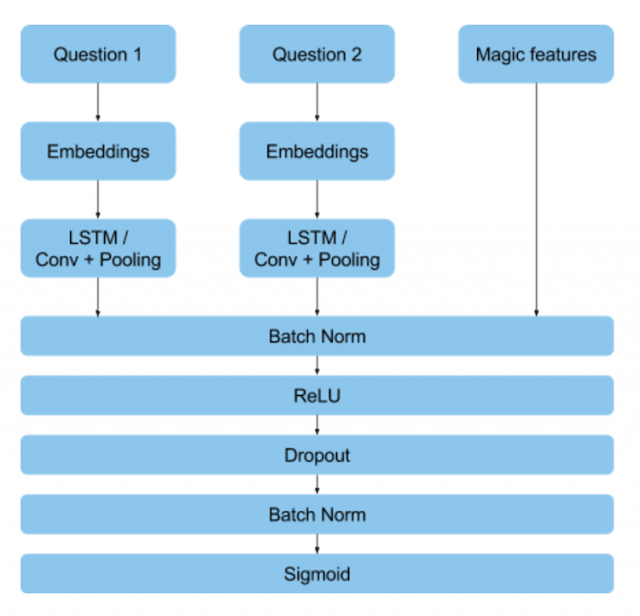 Question 1
Question 2
Magic features
Embeddings
Embeddings
LSTM /
Conv + Pooling
LSTM /
Conv + Pooling
Batch Norm
ReLU
Dropout
Batch Norm
Sigmoid